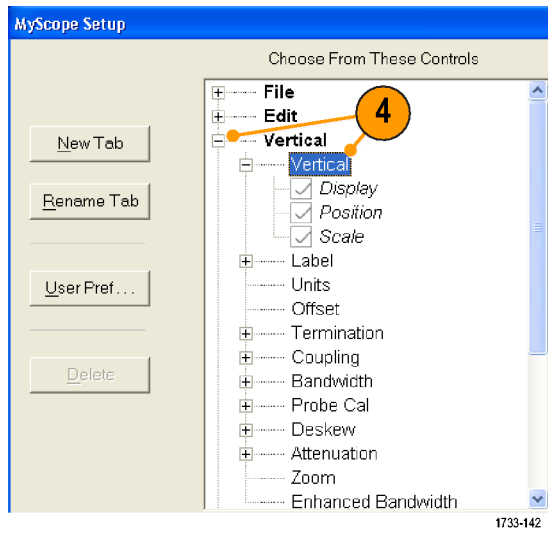 MyScope Setup
Choose From These Controls
File
Edit
4
Vertical
Vertical
Display
Position
Scale
Label
Units
Offset
Termination
Coupling
Bandwidth
Probe Cal
Deskew
Attenuation
Zoom
Enhanced Bandwidth
New Tab
Rename Tab
User Pref...
Delete
1733-142